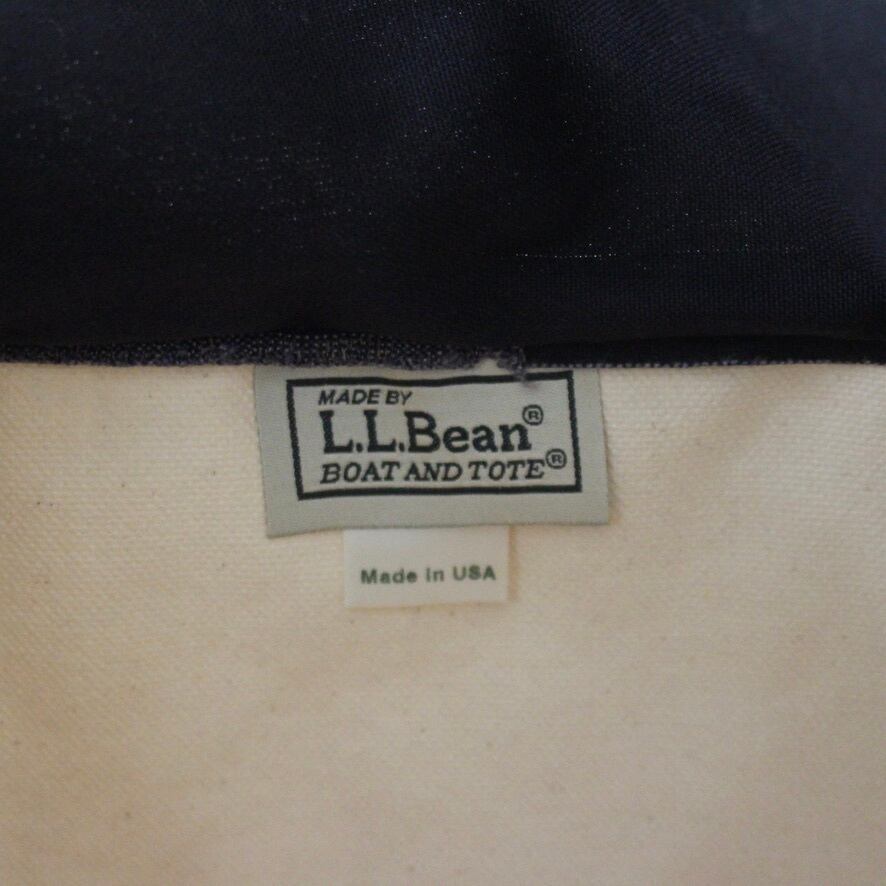 MADE BY
L.L.Bean®
BOAT AND TOTE®
Made in USA